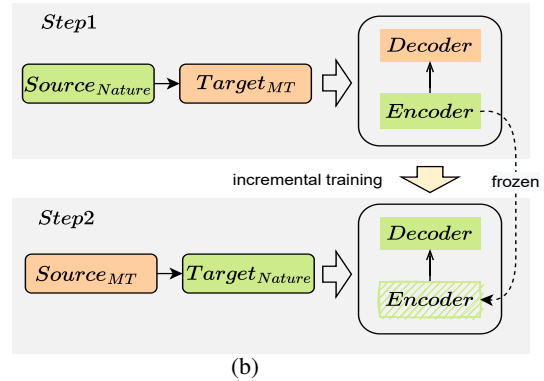 Step1
Decoder
Source_Nature
Target_MT
Encoder
incremental training
frozen
Step2
Decoder
Source_MT
Target_Nature
Encoder
(b)